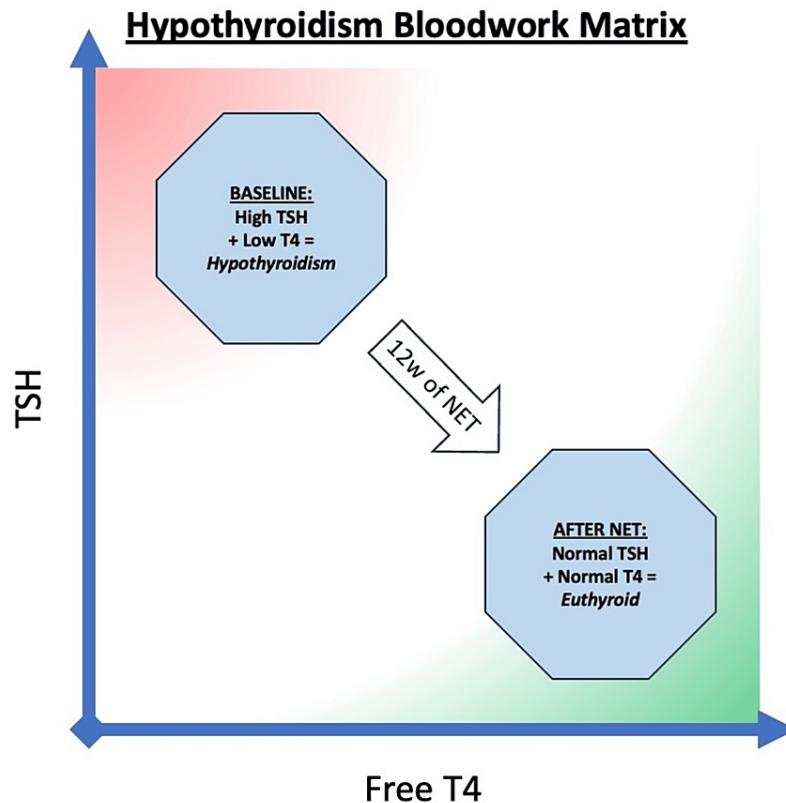 Hypothyroidism Bloodwork Matrix
BASELINE:
High TSH
+ Low T4 =
Hypothyroidism
TSH
12w of NET
AFTER NET:
Normal TSH
+ Normal T4 =
Euthyroid
Free T4